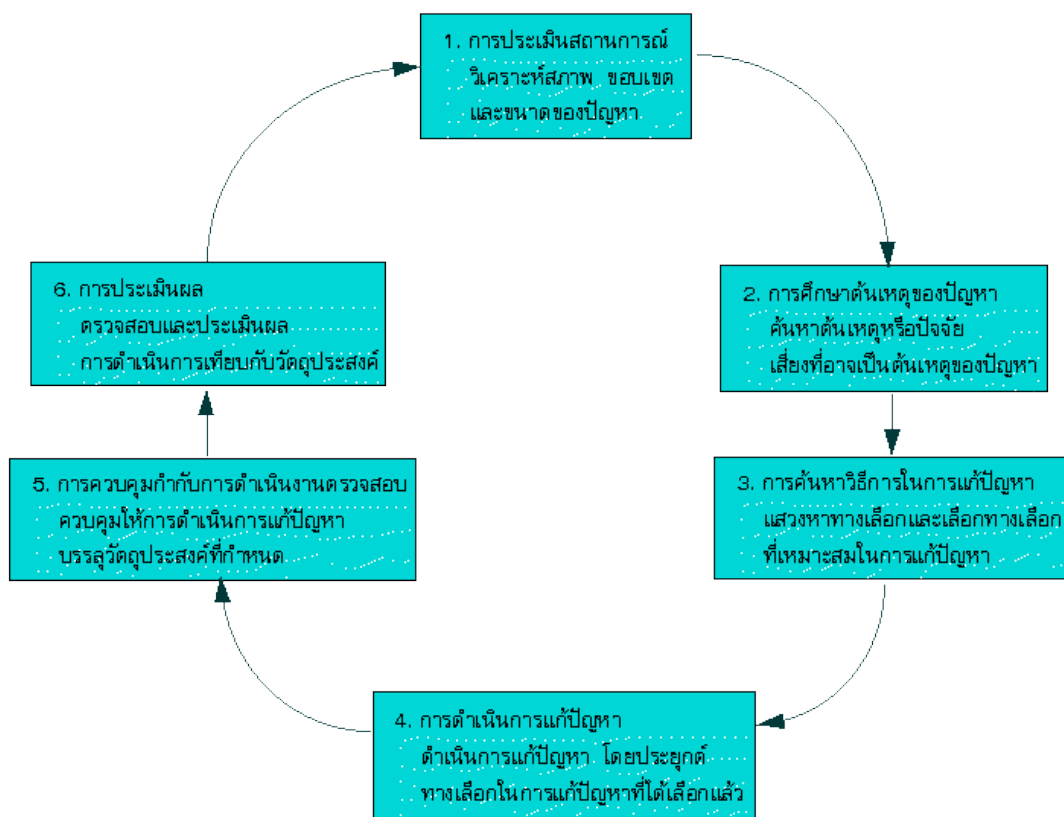 1. การประเมินสถานการณ์
วิเคราะห์สภาพ ขอบเขต
และขนาดของปัญหา
2. การศึกษาต้นเหตุของปัญหา
ค้นหาต้นเหตุหรือปัจจัย
เสี่ยงที่อาจเป็นต้นเหตุของปัญหา
3. การค้นหาวิธีการในการแก้ปัญหา
แสวงหาทางเลือกและเลือกทางเลือก
ที่เหมาะสมในการแก้ปัญหา
4. การดำเนินการแก้ปัญหา
ดำเนินการแก้ปัญหา โดยประยุกต์
ทางเลือกในการแก้ปัญหาที่ได้เลือกแล้ว
5. การควบคุมกำกับการดำเนินงานตรวจสอบ
ควบคุมให้การดำเนินการแก้ปัญหา
บรรลุวัตถุประสงค์ที่กำหนด
6. การประเมินผล
ตรวจสอบและประเมินผล
การดำเนินการเทียบกับวัตถุประสงค์